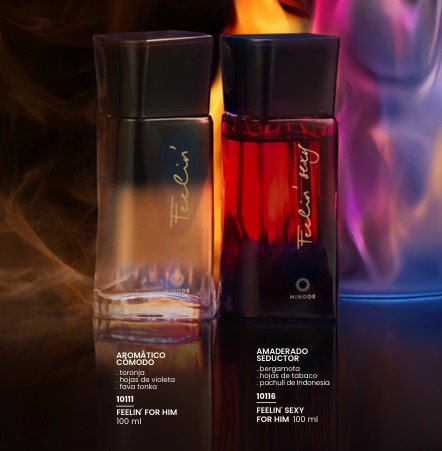 Feelin'
HINODE
Feelin' sexy
HINODE
AROMÁTICO
CÓMODO
. toronja
. hojas de violeta
. fava tonka
10111
FEELIN' FOR HIM
100 ml
AMADERADO
SEDUCTOR
. bergamota
. hojas de tabaco
. pachulí de Indonesia
10116
FEELIN' SEXY
FOR HIM 100 ml